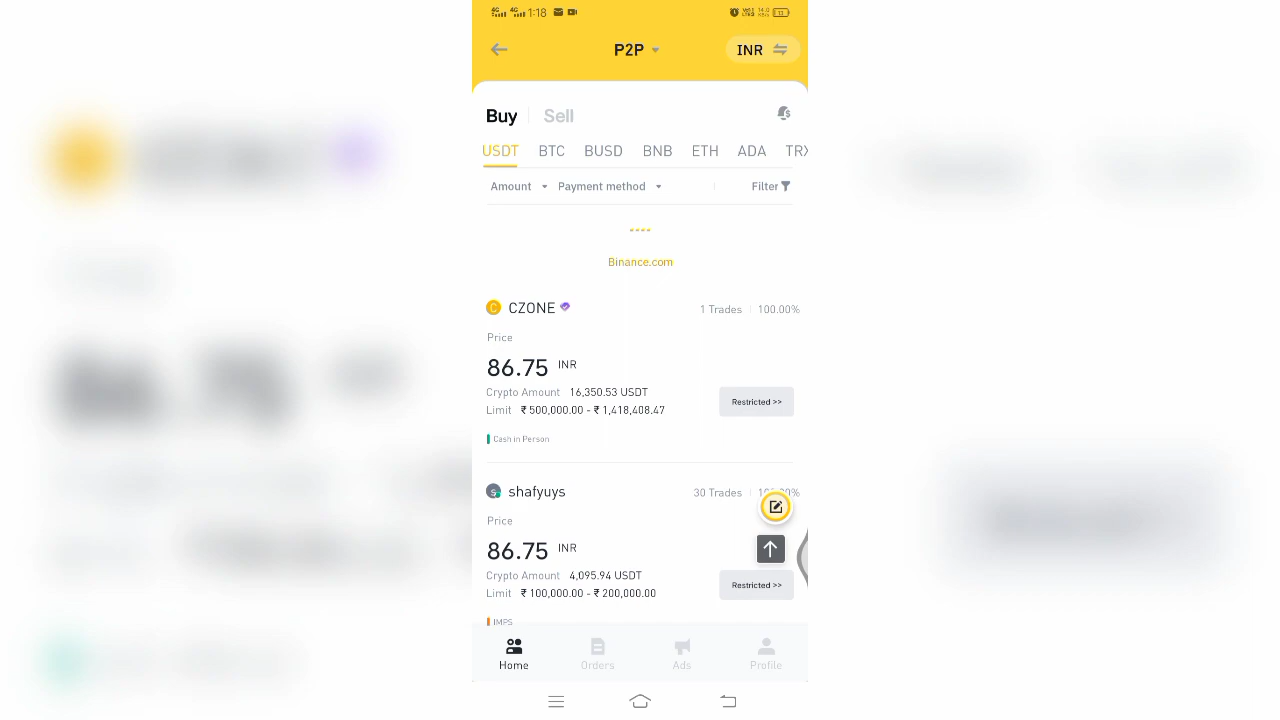 4G 4G 1:18
P2P
INR
Buy Sell
USDT BTC BUSD BNB ETH ADA TRX
Amount Payment method Filter
Binance.com
C CZONE 1 Trades 100.00%
Price
86.75 INR
Crypto Amount 16,350.53 USDT
Limit ₹ 500,000.00 - ₹ 1,418,408.47
Restricted >>
Cash in Person
S shafyuys 30 Trades
Price
86.75 INR
Crypto Amount 4,095.94 USDT
Limit ₹ 100,000.00 - ₹ 200,000.00
Restricted >>
IMPS
Home Orders Ads Profile